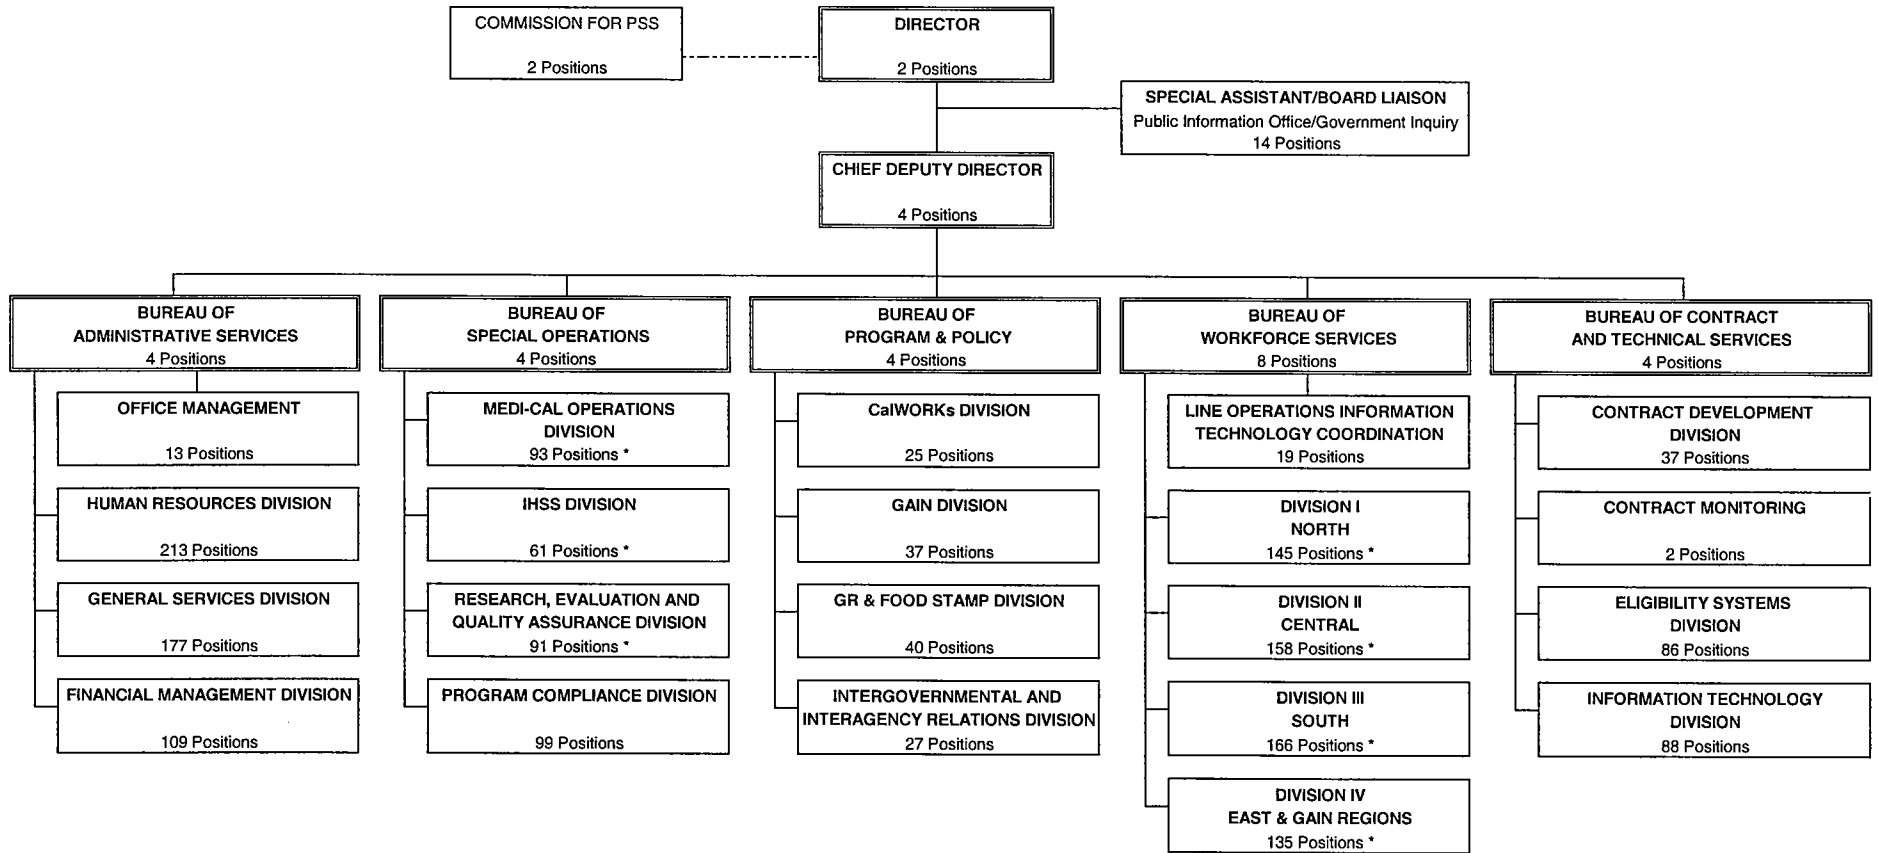 COMMISSION FOR PSS
2 Positions
DIRECTOR
2 Positions
SPECIAL ASSISTANT/BOARD LIAISON
Public Information Office/Government Inquiry
14 Positions
CHIEF DEPUTY DIRECTOR
4 Positions
BUREAU OF
ADMINISTRATIVE SERVICES
4 Positions
OFFICE MANAGEMENT
13 Positions
HUMAN RESOURCES DIVISION
213 Positions
GENERAL SERVICES DIVISION
177 Positions
FINANCIAL MANAGEMENT DIVISION
109 Positions
BUREAU OF
SPECIAL OPERATIONS
4 Positions
MEDI-CAL OPERATIONS
DIVISION
93 Positions *
IHSS DIVISION
61 Positions *
RESEARCH, EVALUATION AND
QUALITY ASSURANCE DIVISION
91 Positions *
PROGRAM COMPLIANCE DIVISION
99 Positions
BUREAU OF
PROGRAM & POLICY
4 Positions
CalWORKs DIVISION
25 Positions
GAIN DIVISION
37 Positions
GR & FOOD STAMP DIVISION
40 Positions
INTERGOVERNMENTAL AND
INTERAGENCY RELATIONS DIVISION
27 Positions
BUREAU OF
WORKFORCE SERVICES
8 Positions
LINE OPERATIONS INFORMATION
TECHNOLOGY COORDINATION
19 Positions
DIVISION I
NORTH
145 Positions *
DIVISION II
CENTRAL
158 Positions *
DIVISION III
SOUTH
166 Positions *
DIVISION IV
EAST & GAIN REGIONS
135 Positions *
BUREAU OF CONTRACT
AND TECHNICAL SERVICES
4 Positions
CONTRACT DEVELOPMENT
DIVISION
37 Positions
CONTRACT MONITORING
2 Positions
ELIGIBILITY SYSTEMS
DIVISION
86 Positions
INFORMATION TECHNOLOGY
DIVISION
88 Positions